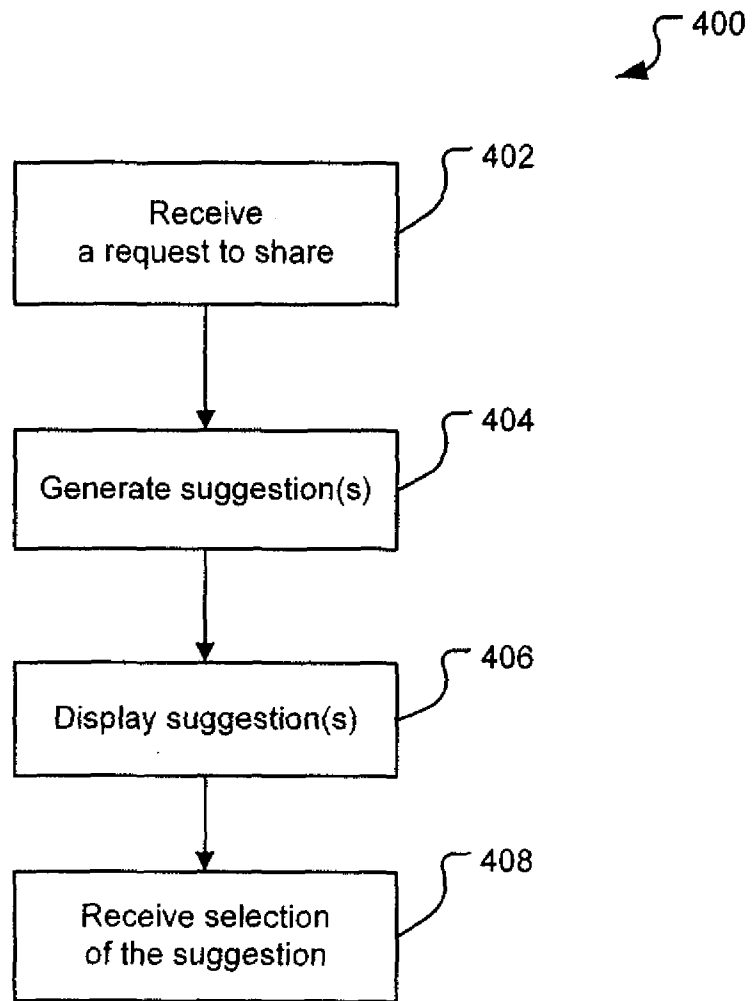 400
402
Receive
a request to share
404
Generate suggestion(s)
406
Display suggestion(s)
408
Receive selection
of the suggestion